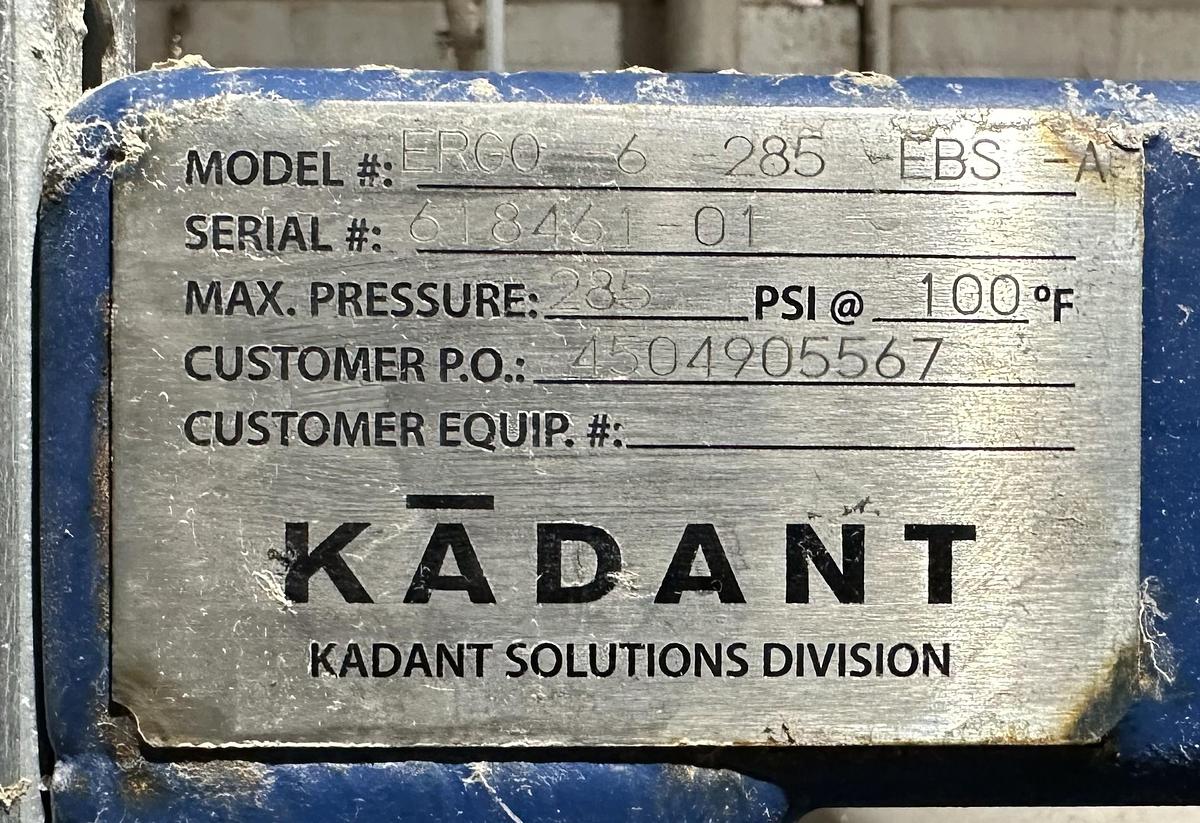 MODEL #: ERGO - 6 - 285 - EBS - A
SERIAL #: 618461-01
MAX. PRESSURE: 285 PSI @ 100 °F
CUSTOMER P.O.: 4504905567
CUSTOMER EQUIP. #:
KĀDANT
KADANT SOLUTIONS DIVISION